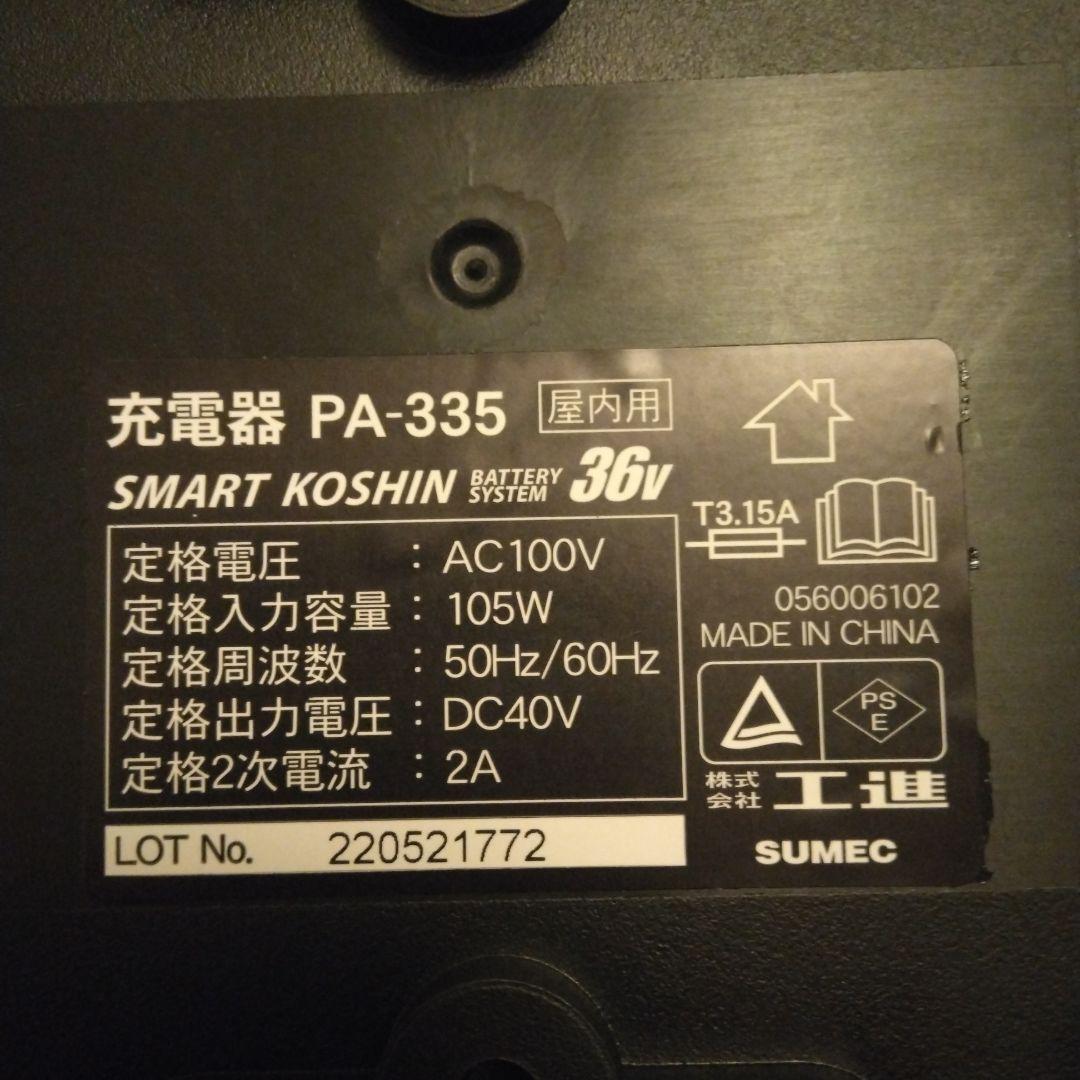 充電器 PA-335 屋内用
SMART KOSHIN BATTERY SYSTEM 36V
定格電圧 : AC100V
定格入力容量 : 105W
定格周波数 : 50Hz/60Hz
定格出力電圧 : DC40V
定格2次電流 : 2A
LOT No. 220521772
T3.15A
056006102
MADE IN CHINA
PS
E
株式会社 工進
SUMEC